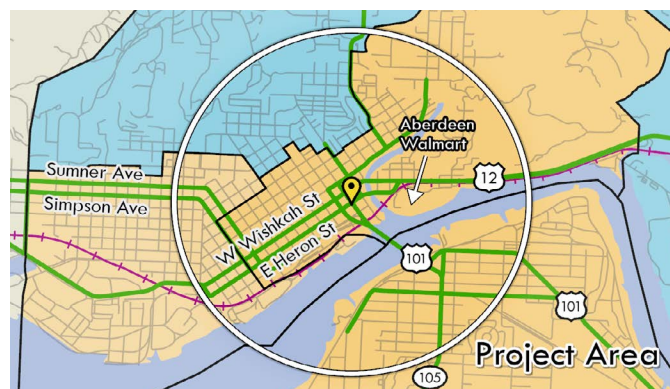 Aberdeen
Walmart
Sumner Ave
12
Simpson Ave
W Wishkah St
E Heron St
101
101
Project Area
105